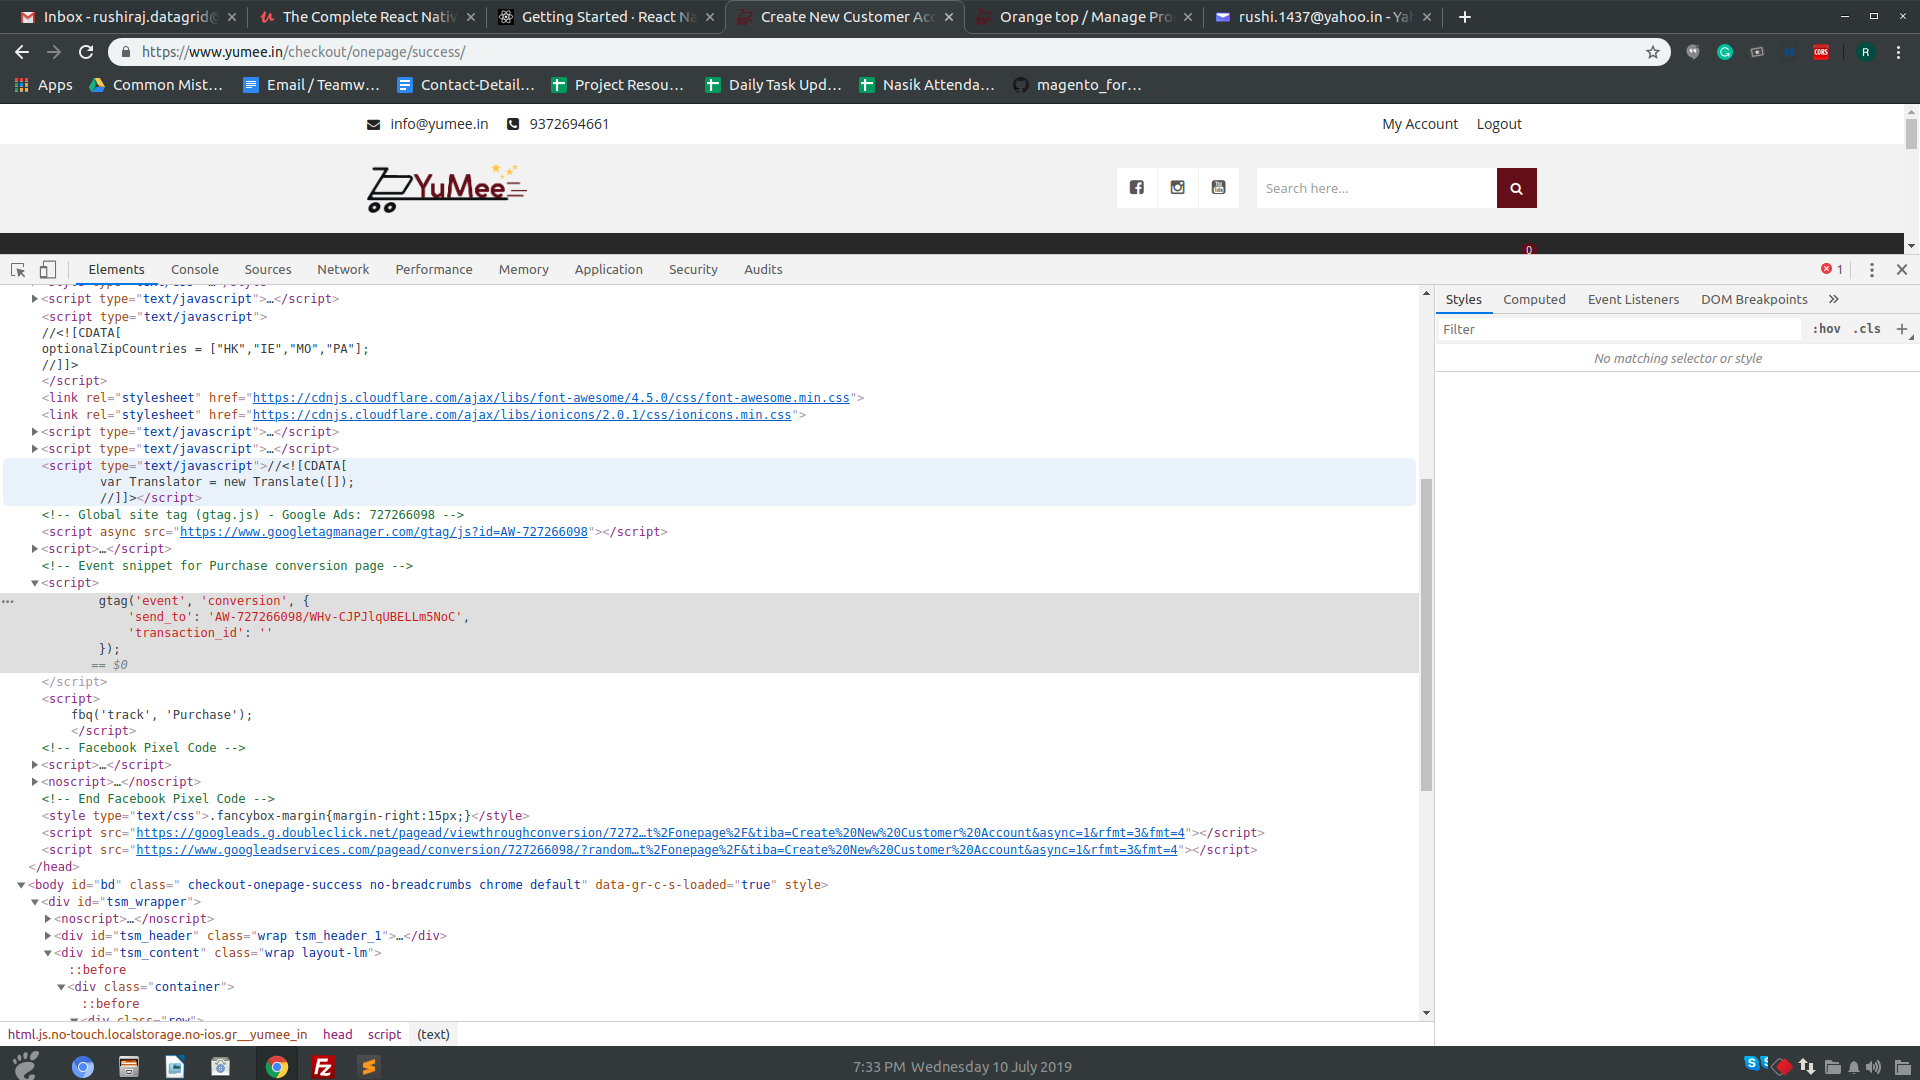 Inbox - rushiraj.datagrid@
The Complete React Nativ
Getting Started · React Na
Create New Customer Acc
Orange top / Manage Pro
rushi.1437@yahoo.in - Ya
https://www.yumee.in/checkout/onepage/success/
CORS
R
Apps
Common Mist...
Email / Teamw...
Contact-Detail...
Project Resou...
Daily Task Upd...
Nasik Attenda...
magento_for...
info@yumee.in 9372694661
My Account Logout
YuMee
Search here...
0
Elements Console Sources Network Performance Memory Application Security Audits
1
<script type="text/javascript">…</script>
<script type="text/javascript">
//<![CDATA[
optionalZipCountries = ["HK","IE","MO","PA"];
//]]>
</script>
<link rel="stylesheet" href="https://cdnjs.cloudflare.com/ajax/libs/font-awesome/4.5.0/css/font-awesome.min.css">
<link rel="stylesheet" href="https://cdnjs.cloudflare.com/ajax/libs/ionicons/2.0.1/css/ionicons.min.css">
<script type="text/javascript">…</script>
<script type="text/javascript">…</script>
<script type="text/javascript">//<![CDATA[
var Translator = new Translate([]);
//]]></script>
<!-- Global site tag (gtag.js) - Google Ads: 727266098 -->
<script async src="https://www.googletagmanager.com/gtag/js?id=AW-727266098"></script>
<script>…</script>
<!-- Event snippet for Purchase conversion page -->
<script>
gtag('event', 'conversion', {
'send_to': 'AW-727266098/WHv-CJPJlqUBELLm5NoC',
'transaction_id': ''
});
== $0
</script>
<script>
fbq('track', 'Purchase');
</script>
<!-- Facebook Pixel Code -->
<script>…</script>
<noscript>…</noscript>
<!-- End Facebook Pixel Code -->
<style type="text/css">.fancybox-margin{margin-right:15px;}</style>
<script src="https://googleads.g.doubleclick.net/pagead/viewthroughconversion/7272…t%2Fonepage%2F&tiba=Create%20New%20Customer%20Account&async=1&rfmt=3&fmt=4"></script>
<script src="https://www.googleadservices.com/pagead/conversion/727266098/?random…t%2Fonepage%2F&tiba=Create%20New%20Customer%20Account&async=1&rfmt=3&fmt=4"></script>
</head>
<body id="bd" class=" checkout-onepage-success no-breadcrumbs chrome default" data-gr-c-s-loaded="true" style>
<div id="tsm_wrapper">
<noscript>…</noscript>
<div id="tsm_header" class="wrap tsm_header_1">…</div>
<div id="tsm_content" class="wrap layout-lm">
::before
<div class="container">
::before
<div class="row">
html.js.no-touch.localstorage.no-ios.gr__yumee_in head script (text)
Styles Computed Event Listeners DOM Breakpoints
Filter
:hov .cls
No matching selector or style
7:33 PM Wednesday 10 July 2019